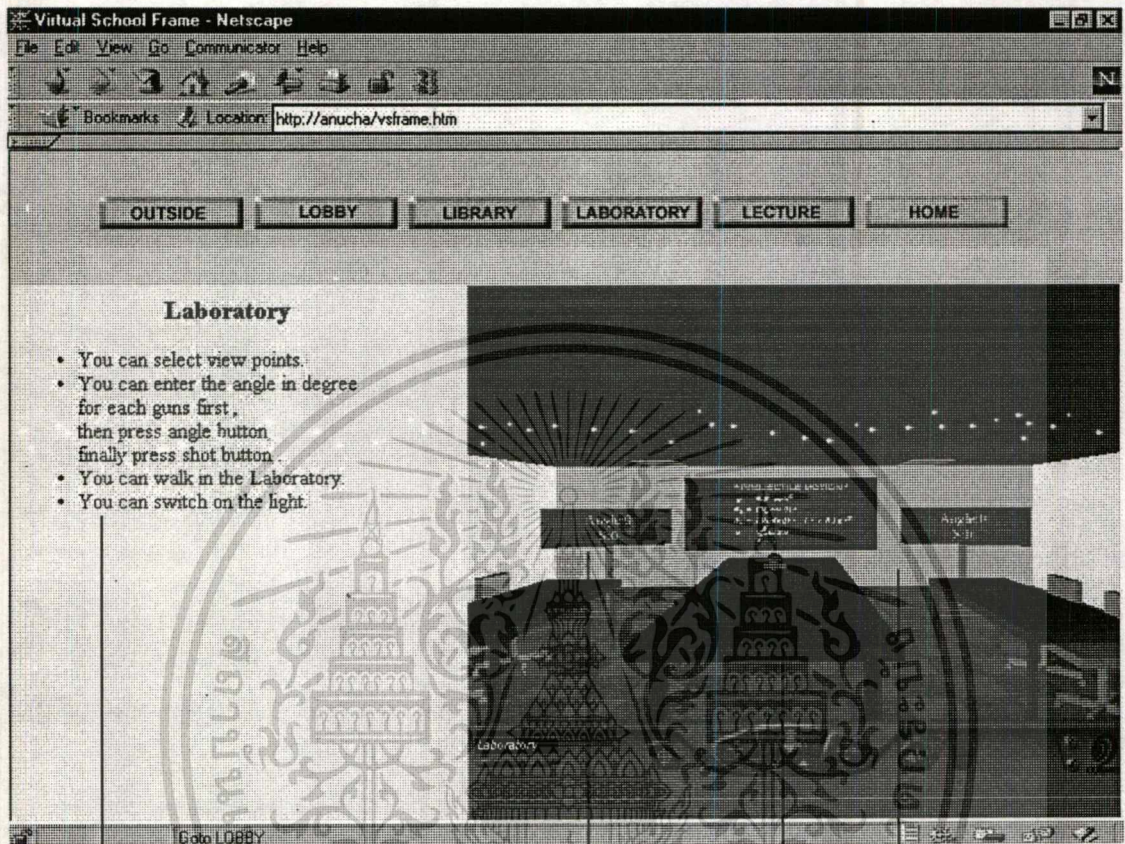 Virtual School Frame - Netscape
File Edit View Go Communicator Help
Bookmarks Location: http://anucha/vsframe.htm
OUTSIDE LOBBY LIBRARY LABORATORY LECTURE HOME
Laboratory
• You can select view points.
• You can enter the angle in degree
for each guns first ,
then press angle button
finally press shot button .
• You can walk in the Laboratory.
• You can switch on the light.
Laboratory
Goto LOBBY